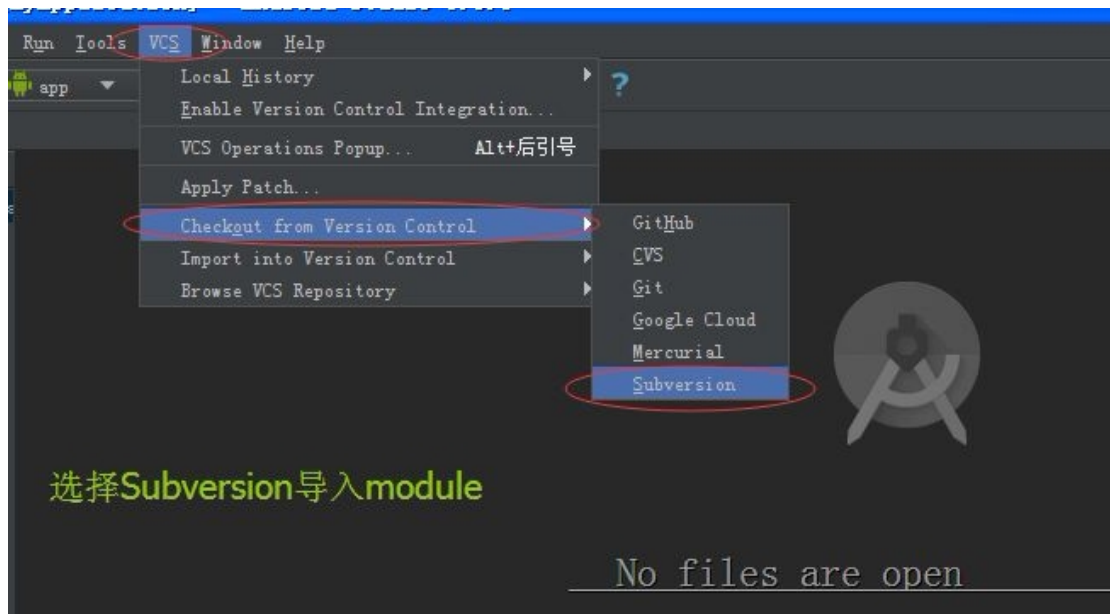 Run Tools VCS Window Help
app
Local History
Enable Version Control Integration...
VCS Operations Popup... Alt+后引号
Apply Patch...
Checkout from Version Control
Import into Version Control
Browse VCS Repository
GitHub
CVS
Git
Google Cloud
Mercurial
Subversion
选择Subversion导入module
No files are open